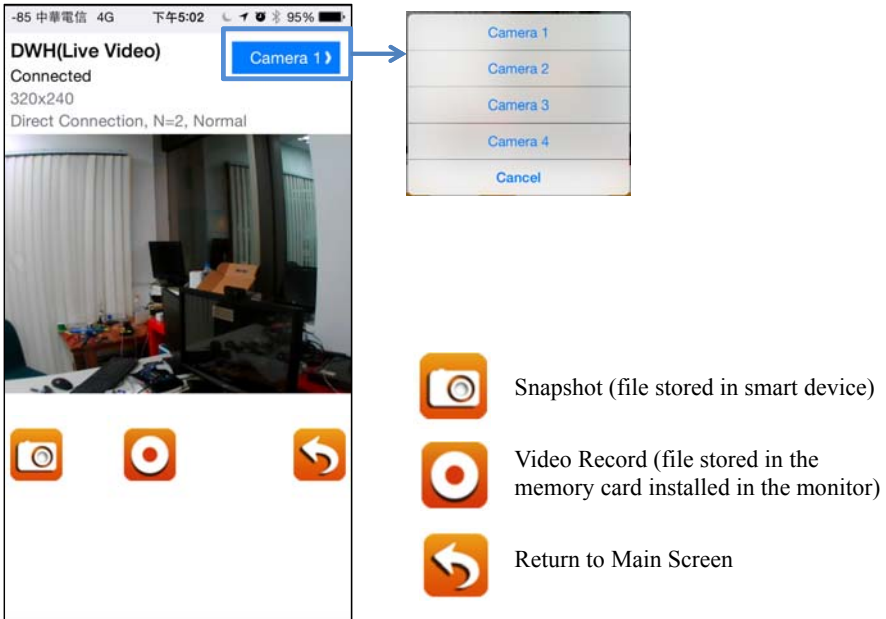 -85 中華電信 4G 下午5:02 95%
DWH(Live Video)
Camera 1
Connected
320x240
Direct Connection, N=2, Normal
Camera 1
Camera 2
Camera 3
Camera 4
Cancel
Snapshot (file stored in smart device)
Video Record (file stored in the
memory card installed in the monitor)
Return to Main Screen